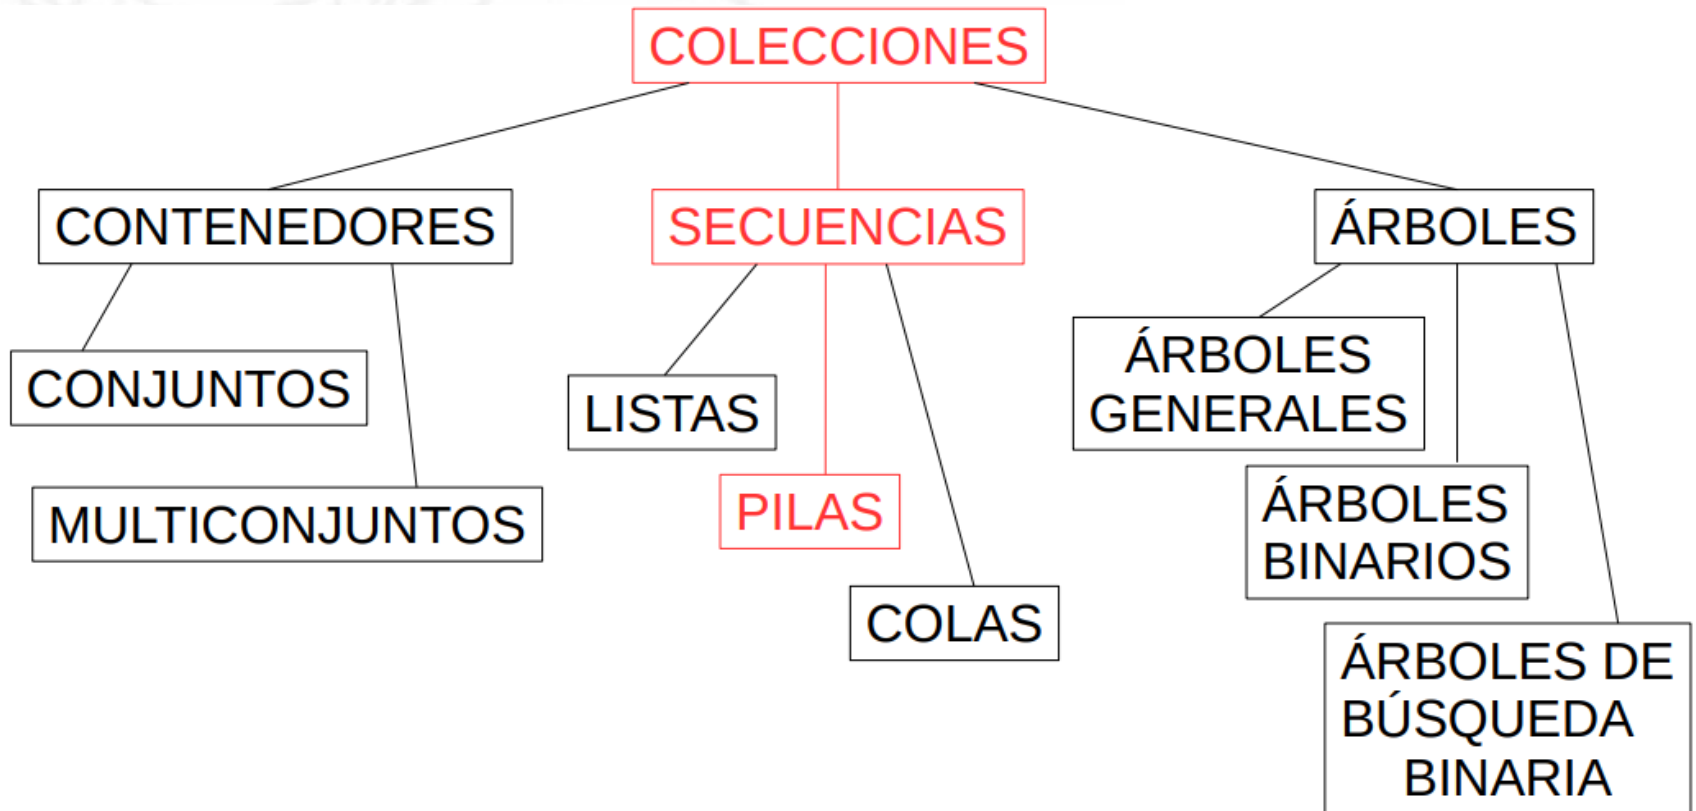 COLECCIONES
CONTENEDORES
SECUENCIAS
ÁRBOLES
CONJUNTOS
MULTICONJUNTOS
LISTAS
PILAS
COLAS
ÁRBOLES
GENERALES
ÁRBOLES
BINARIOS
ÁRBOLES DE
BÚSQUEDA
BINARIA